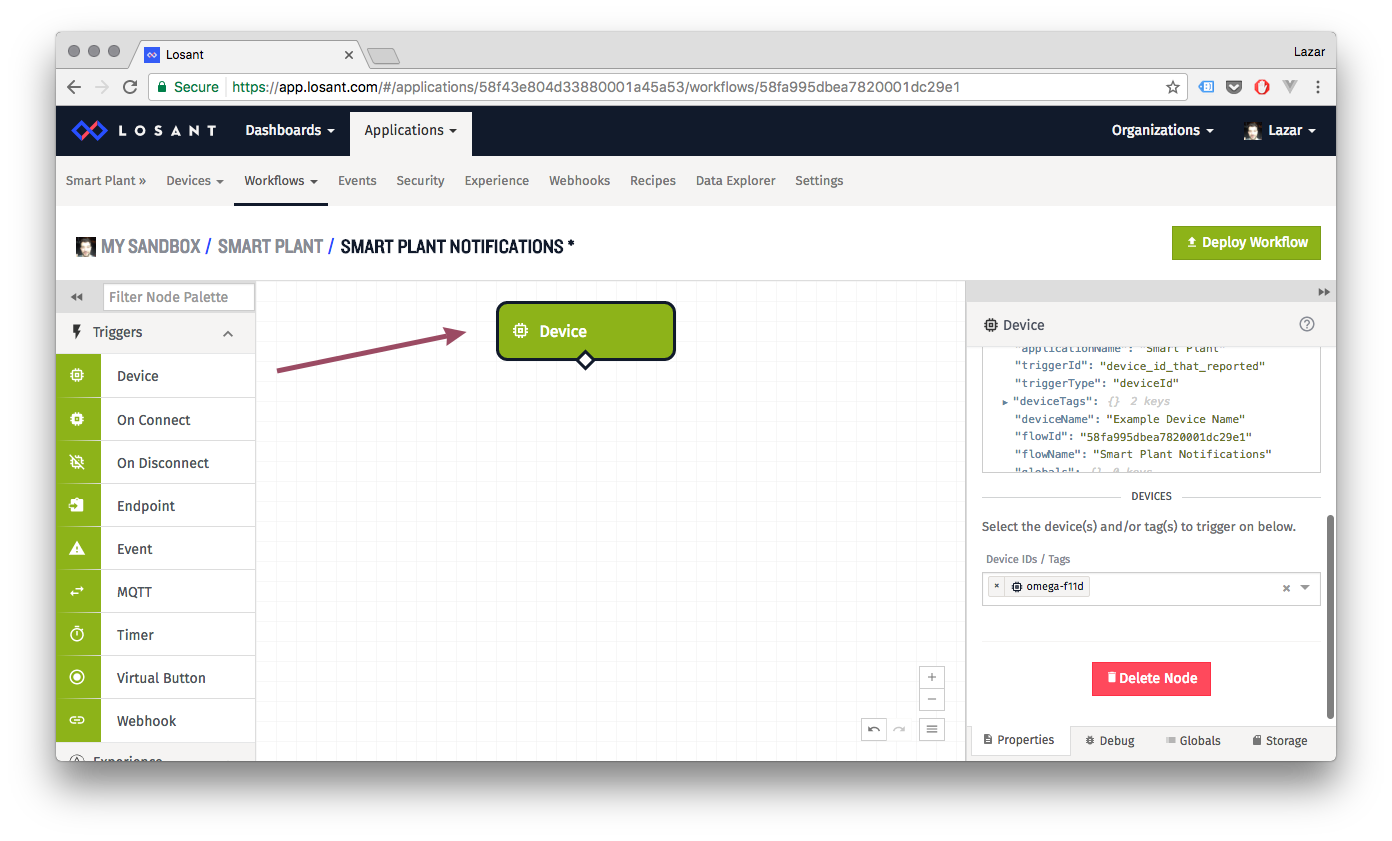 Losant
Lazar
Secure https://app.losant.com/#/applications/58f43e804d33880001a45a53/workflows/58fa995dbea7820001dc29e1
LOSANT Dashboards Applications Organizations Lazar
Smart Plant » Devices Workflows Events Security Experience Webhooks Recipes Data Explorer Settings
MY SANDBOX / SMART PLANT / SMART PLANT NOTIFICATIONS *
Deploy Workflow
Filter Node Palette
Triggers
Device
On Connect
On Disconnect
Endpoint
Event
MQTT
Timer
Virtual Button
Webhook
Experience
Device
Device
"applicationName": "Smart Plant"
"triggerId": "device_id_that_reported"
"triggerType": "deviceId"
"deviceTags": {} 2 keys
"deviceName": "Example Device Name"
"flowId": "58fa995dbea7820001dc29e1"
"flowName": "Smart Plant Notifications"
"globals": {} 0 keys
DEVICES
Select the device(s) and/or tag(s) to trigger on below.
Device IDs / Tags
× omega-f11d ×
Delete Node
Properties Debug Globals Storage